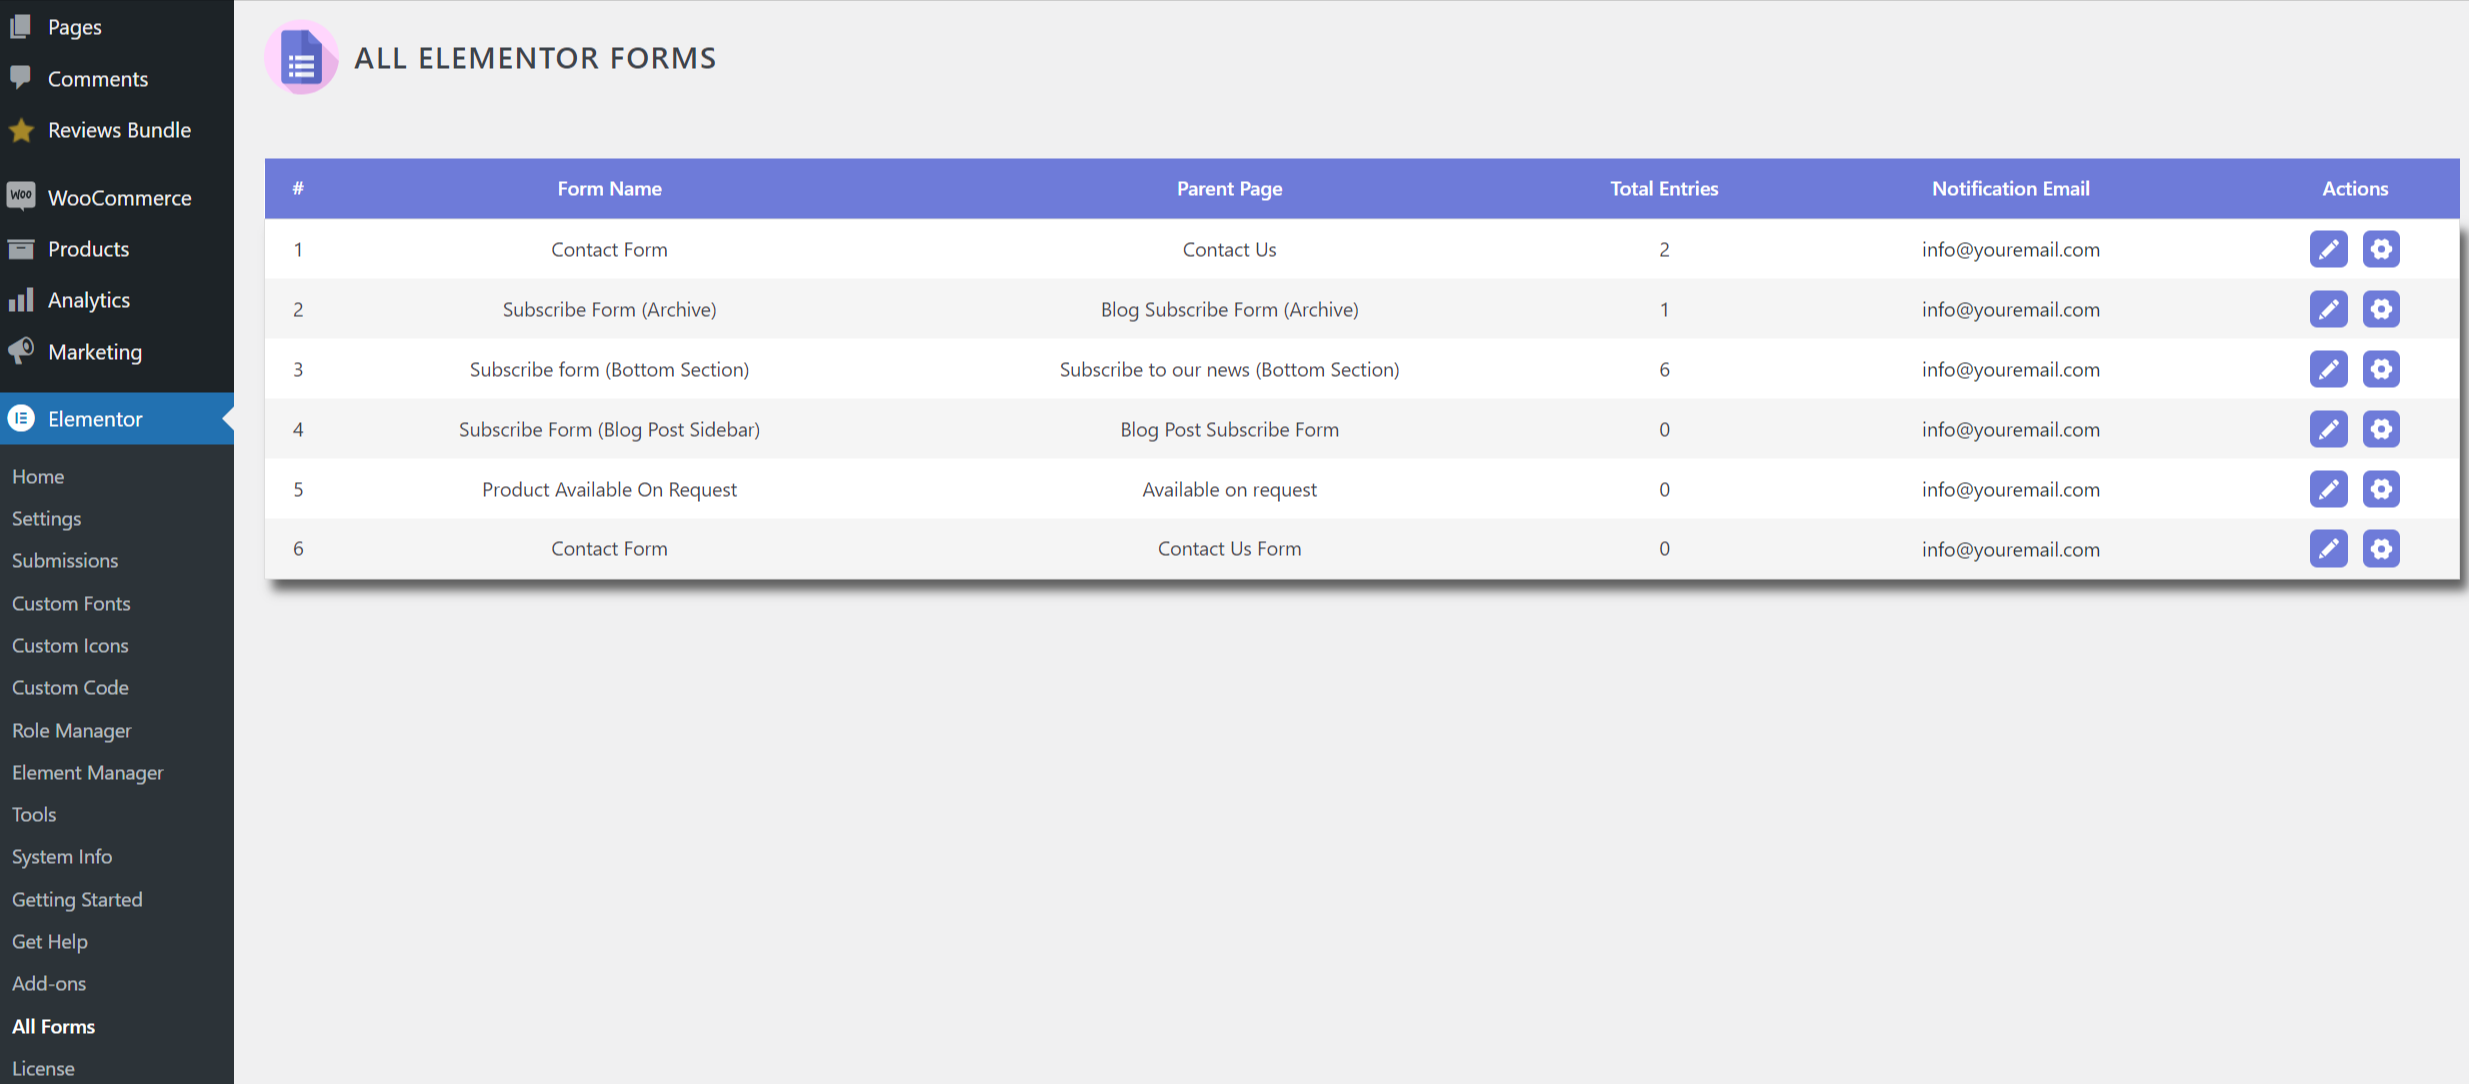 Pages
Comments
Reviews Bundle
Woo WooCommerce
Products
Analytics
Marketing
Elementor
Home
Settings
Submissions
Custom Fonts
Custom Icons
Custom Code
Role Manager
Element Manager
Tools
System Info
Getting Started
Get Help
Add-ons
All Forms
License
ALL ELEMENTOR FORMS
# Form Name Parent Page Total Entries Notification Email Actions
1 Contact Form Contact Us 2 info@youremail.com
2 Subscribe Form (Archive) Blog Subscribe Form (Archive) 1 info@youremail.com
3 Subscribe form (Bottom Section) Subscribe to our news (Bottom Section) 6 info@youremail.com
4 Subscribe Form (Blog Post Sidebar) Blog Post Subscribe Form 0 info@youremail.com
5 Product Available On Request Available on request 0 info@youremail.com
6 Contact Form Contact Us Form 0 info@youremail.com